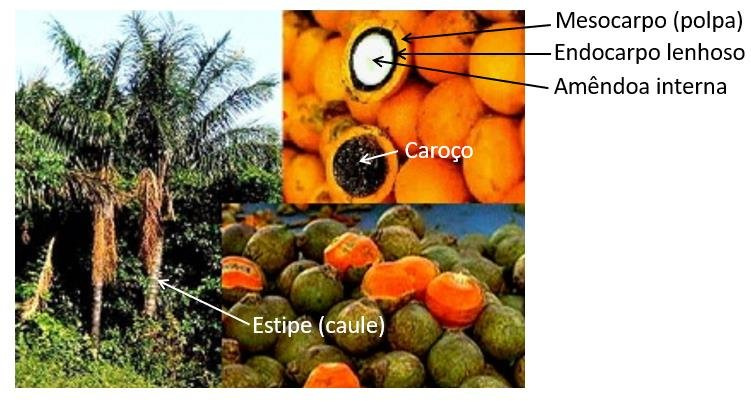 Mesocarpo (polpa)
Endocarpo lenhoso
Amêndoa interna
Caroço
Estipe (caule)